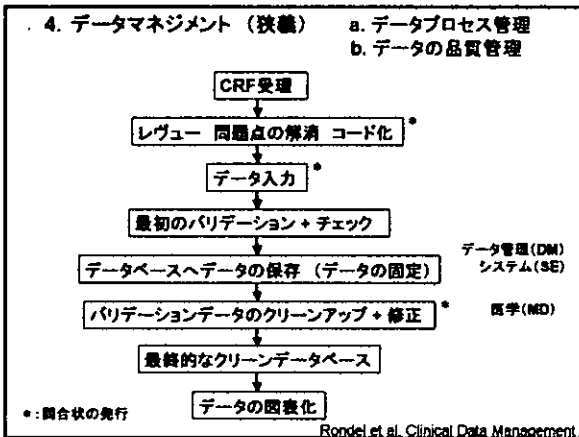 4. データマネジメント (狭義) a. データプロセス管理
b. データの品質管理
CRF受理
レヴュー 問題点の解消 コード化 *
データ入力 *
最初のバリデーション + チェック
データ管理(DM)
データベースへデータの保存 (データの固定)
システム(SE)
バリデーションデータのクリーンアップ + 修正 *
医学(MD)
最終的なクリーンデータベース
データの図表化
*:問合状の発行
Rondel et al. Clinical Data Management